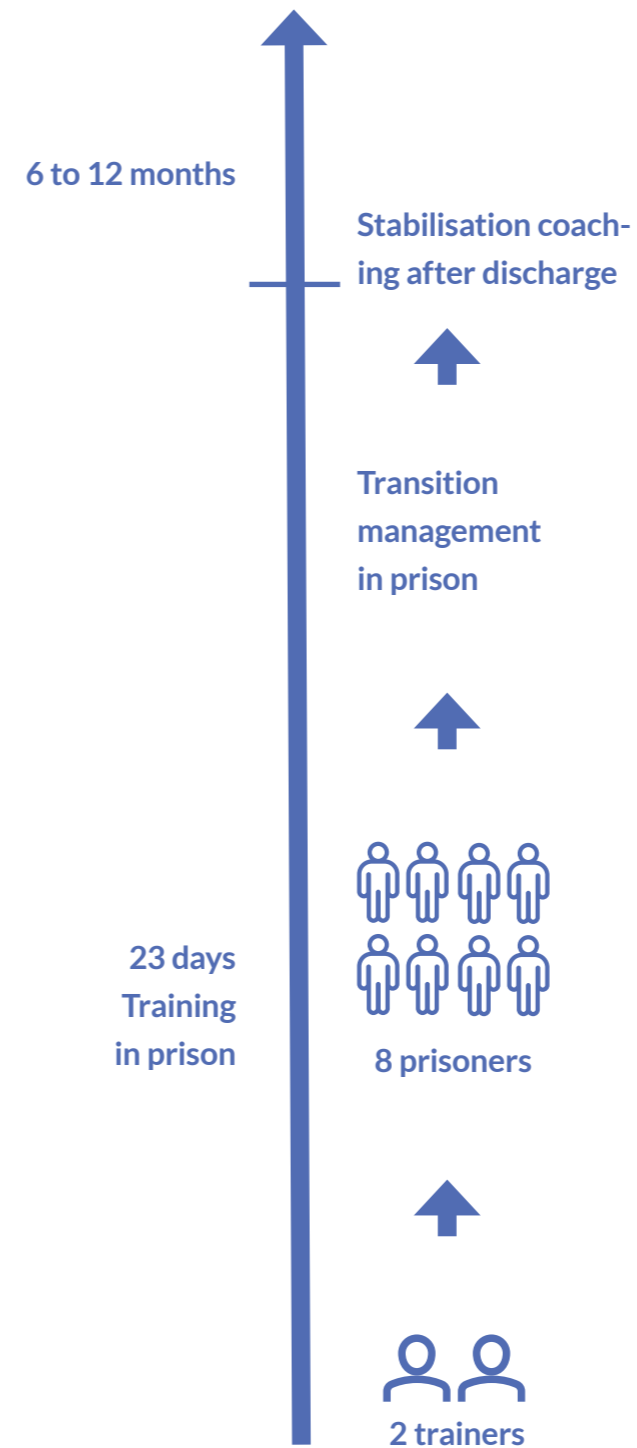 6 to 12 months
Stabilisation coach-
ing after discharge
Transition
management
in prison
23 days
Training
in prison
8 prisoners
2 trainers